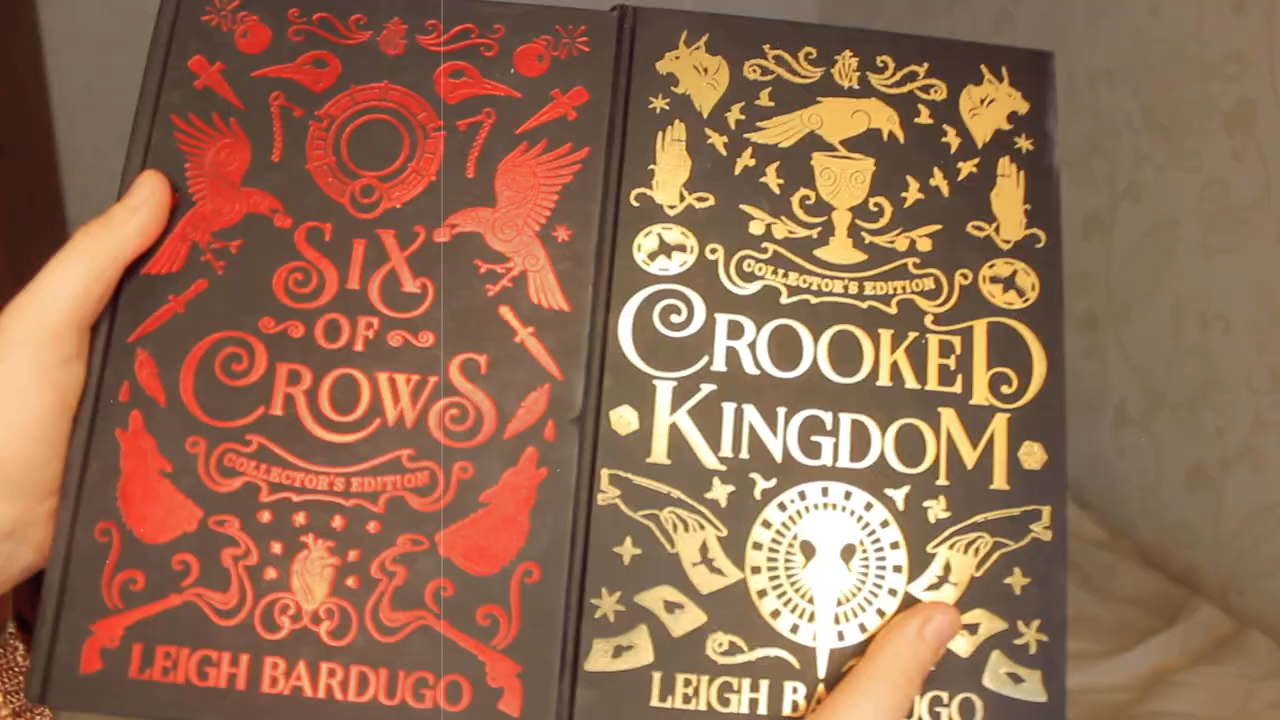 SIX
OF
CROWS
COLLECTOR'S EDITION
LEIGH BARDUGO
COLLECTOR'S EDITION
CROOKED
KINGDOM
LEIGH